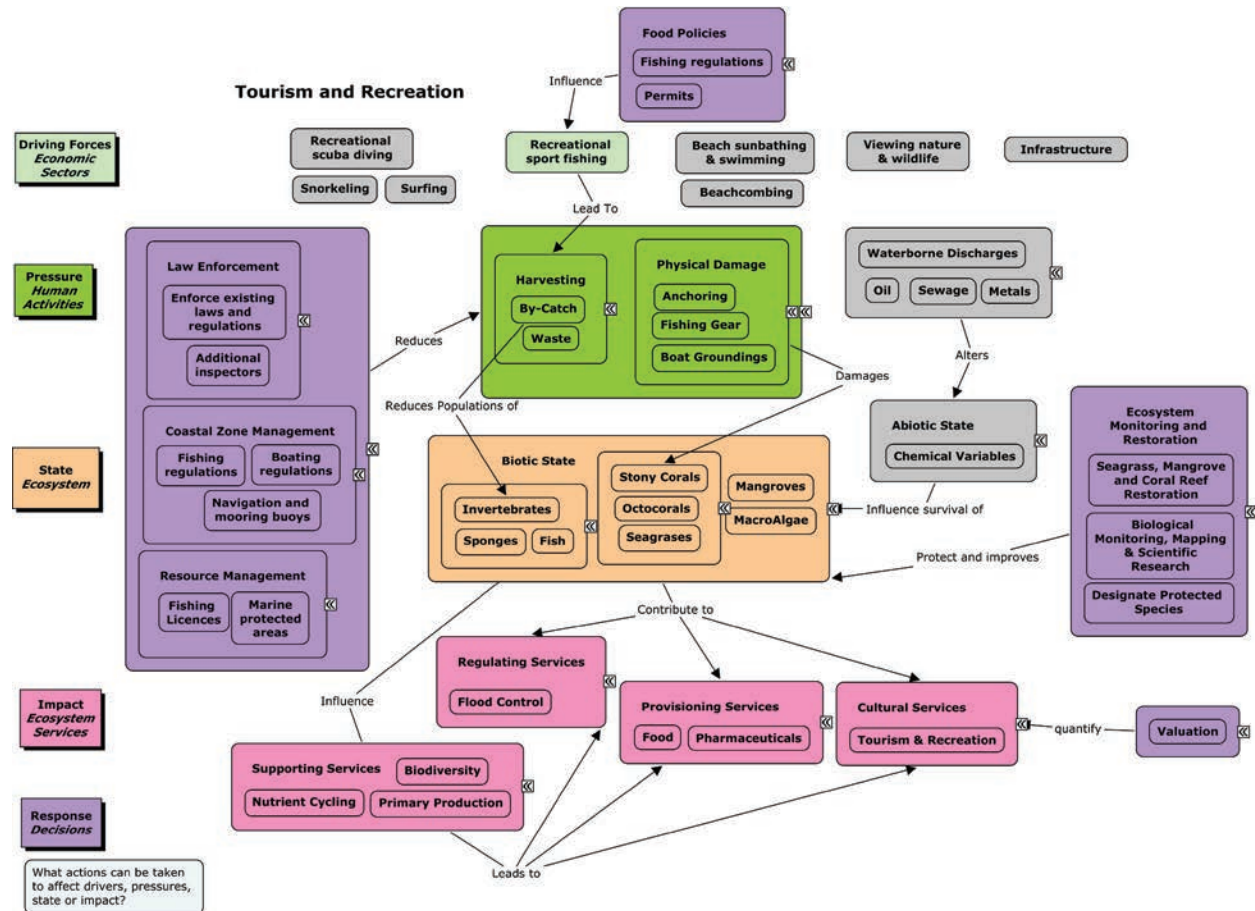 Food Policies
Fishing regulations
Permits
Influence
Tourism and Recreation
Driving Forces
Economic
Sectors
Recreational
scuba diving
Snorkeling
Surfing
Recreational
sport fishing
Beach sunbathing
& swimming
Beachcombing
Viewing nature
& wildlife
Infrastructure
Lead To
Pressure
Human
Activities
Law Enforcement
Enforce existing
laws and
regulations
Additional
inspectors
Reduces
Harvesting
By-Catch
Waste
Physical Damage
Anchoring
Fishing Gear
Boat Groundings
Waterborne Discharges
Oil
Sewage
Metals
Alters
Damages
Reduces Populations of
State
Ecosystem
Coastal Zone Management
Fishing
regulations
Boating
regulations
Navigation and
mooring buoys
Biotic State
Invertebrates
Sponges
Fish
Stony Corals
Octocorals
Seagrases
Mangroves
MacroAlgae
Abiotic State
Chemical Variables
Influence survival of
Ecosystem
Monitoring and
Restoration
Seagrass, Mangrove
and Coral Reef
Restoration
Biological
Monitoring, Mapping
& Scientific
Research
Designate Protected
Species
Protect and improves
Resource Management
Fishing
Licences
Marine
protected
areas
Contribute to
Influence
Impact
Ecosystem
Services
Regulating Services
Flood Control
Provisioning Services
Food
Pharmaceuticals
Cultural Services
Tourism & Recreation
quantify
Valuation
Supporting Services
Biodiversity
Nutrient Cycling
Primary Production
Leads to
Response
Decisions
What actions can be taken
to affect drivers, pressures,
state or impact?